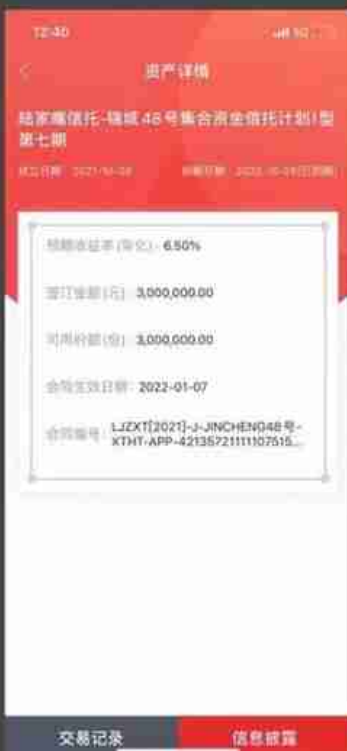 12:40
资产详情
陆家嘴信托-锦城48号集合资金信托计划I型
第七期
预期收益率(年化): 6.50%
签订金额(元): 3,000,000.00
可用份额(份): 3,000,000.00
合同生效日期: 2022-01-07
合同编号: LJZXT[2021]-J-JINCHENG48号-
XTHT-APP-42135721111107515...
交易记录
信息披露